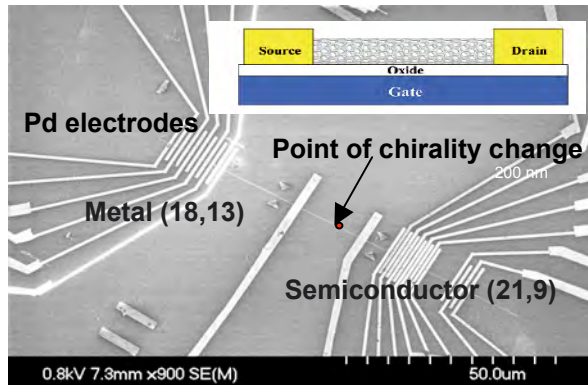 Source
Drain
Oxide
Gate
Pd electrodes
Point of chirality change
200 nm
Metal (18,13)
Semiconductor (21,9)
0.8kV 7.3mm x900 SE(M)
50.0um